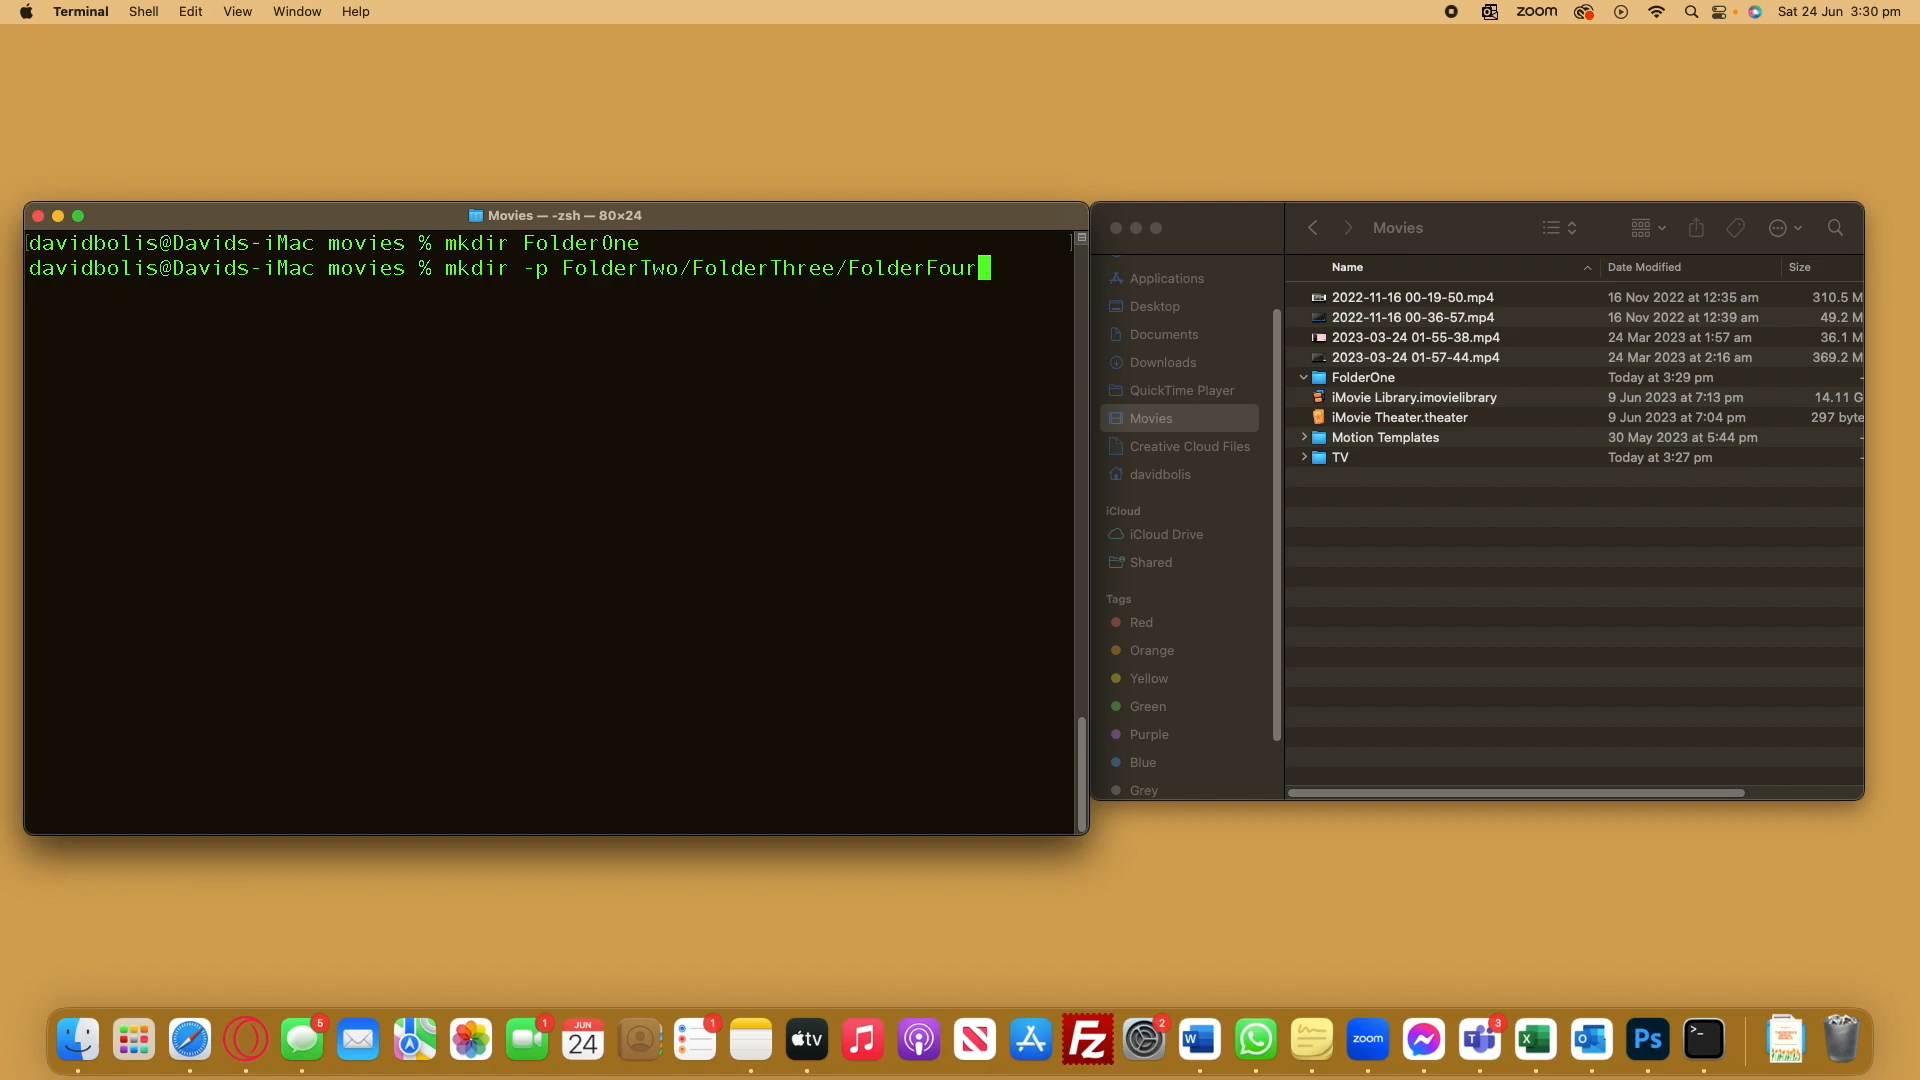 Terminal Shell Edit View Window Help
zoom Sat 24 Jun 3:30 pm
Movies — -zsh — 80×24
davidbolis@Davids-iMac movies % mkdir FolderOne
davidbolis@Davids-iMac movies % mkdir -p FolderTwo/FolderThree/FolderFour
Movies
Applications
Desktop
Documents
Downloads
QuickTime Player
Movies
Creative Cloud Files
davidbolis
iCloud
iCloud Drive
Shared
Tags
Red
Orange
Yellow
Green
Purple
Blue
Grey
Name Date Modified Size
2022-11-16 00-19-50.mp4 16 Nov 2022 at 12:35 am 310.5 M
2022-11-16 00-36-57.mp4 16 Nov 2022 at 12:39 am 49.2 M
2023-03-24 01-55-38.mp4 24 Mar 2023 at 1:57 am 36.1 M
2023-03-24 01-57-44.mp4 24 Mar 2023 at 2:16 am 369.2 M
FolderOne Today at 3:29 pm -
iMovie Library.imovielibrary 9 Jun 2023 at 7:13 pm 14.11 G
iMovie Theater.theater 9 Jun 2023 at 7:04 pm 297 byte
Motion Templates 30 May 2023 at 5:44 pm -
TV Today at 3:27 pm -
5 1 JUN 24 1 tv Fz 2 W zoom 3 T X O Ps >_